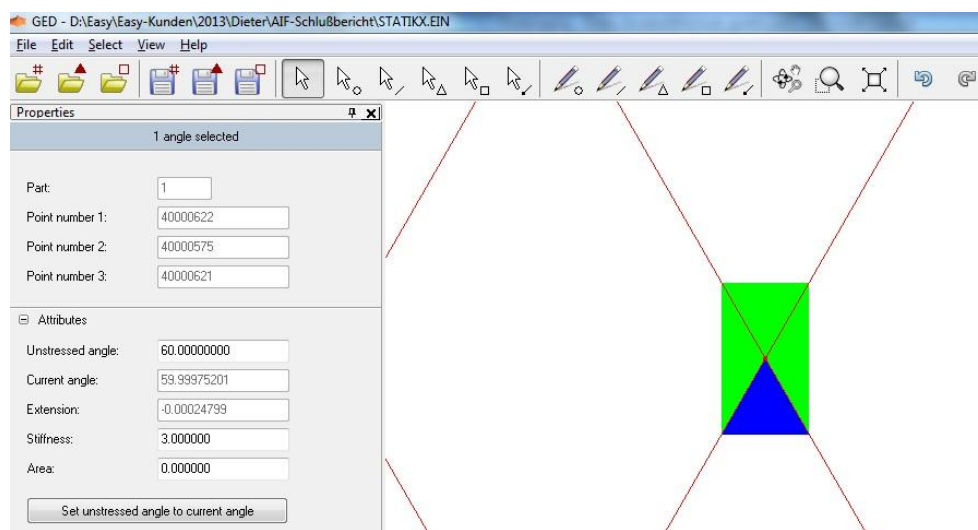 GED - D:\Easy\Easy-Kunden\2013\Dieter\AIF-Schlußbericht\STATIKX.EIN
File Edit Select View Help
Properties
1 angle selected
Part: 1
Point number 1: 40000622
Point number 2: 40000575
Point number 3: 40000621
Attributes
Unstressed angle: 60.00000000
Current angle: 59.99975201
Extension: -0.00024799
Stiffness: 3.000000
Area: 0.000000
Set unstressed angle to current angle